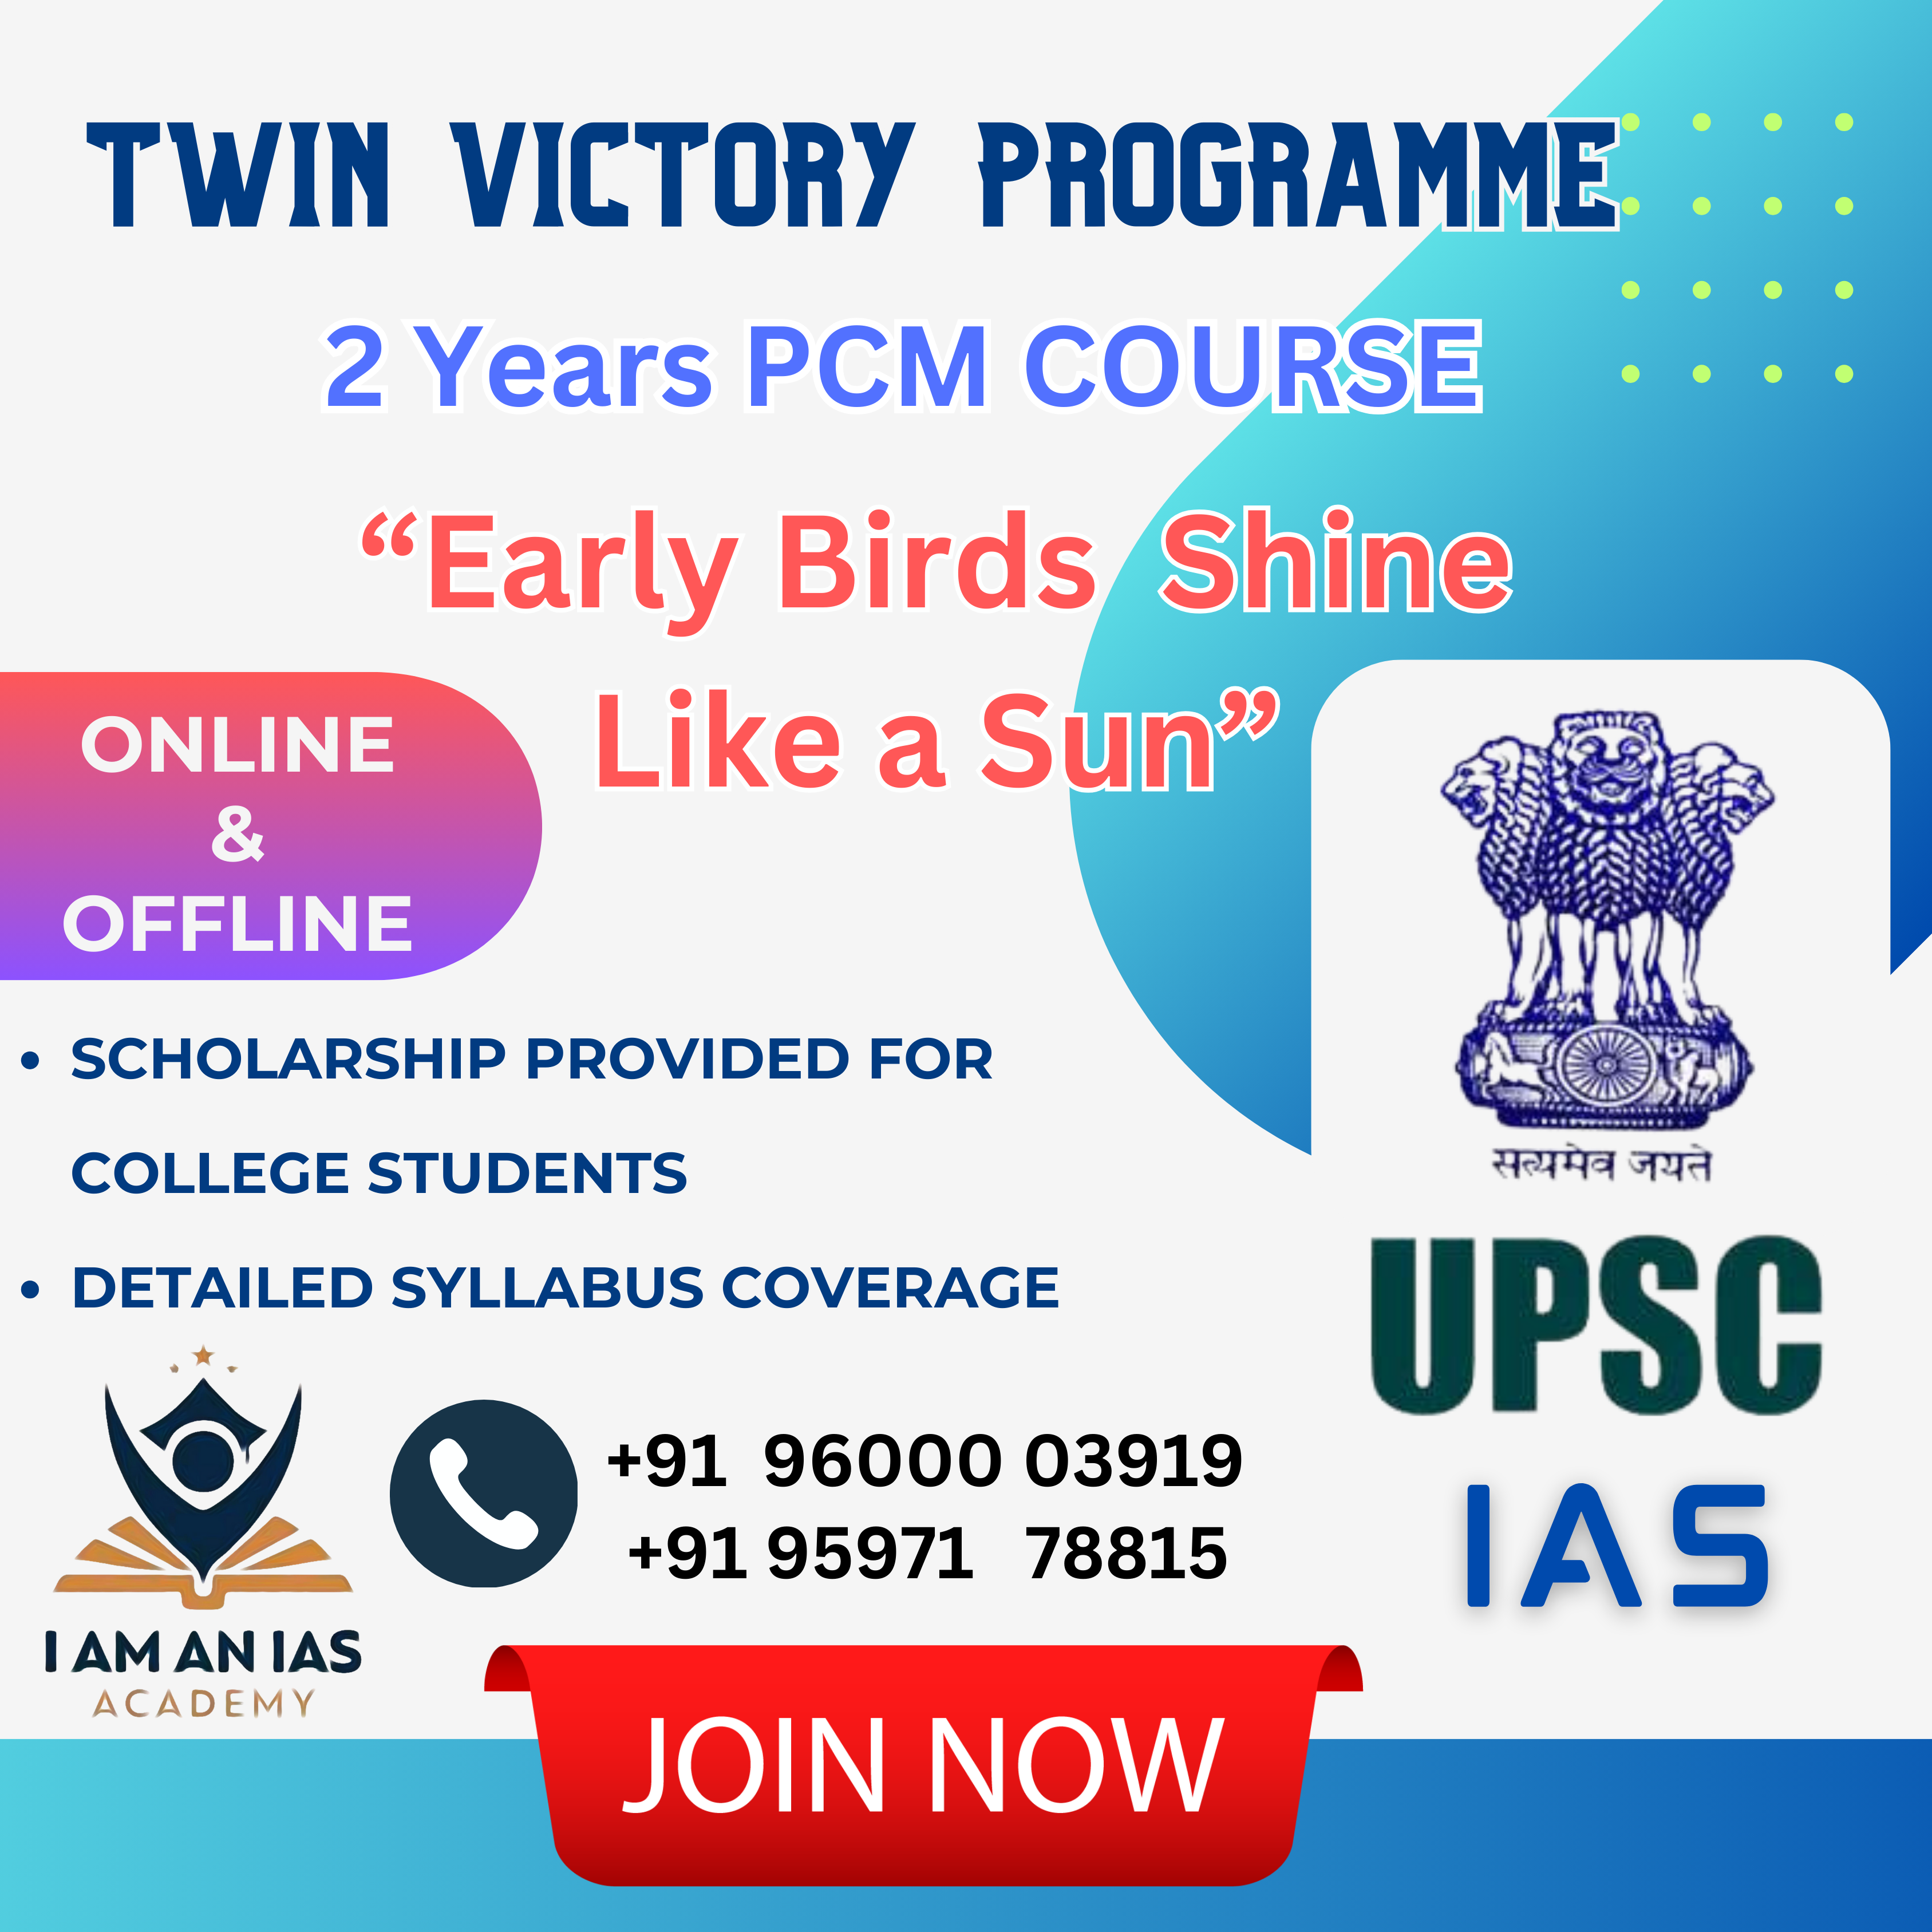 TWIN VICTORY PROGRAMME
2 Years PCM COURSE
“Early Birds Shine
Like a Sun”
ONLINE
&
OFFLINE
• SCHOLARSHIP PROVIDED FOR
COLLEGE STUDENTS
• DETAILED SYLLABUS COVERAGE
सत्यमेव जयते
UPSC
IAS
+91 96000 03919
+91 95971 78815
I AM AN IAS
ACADEMY
JOIN NOW